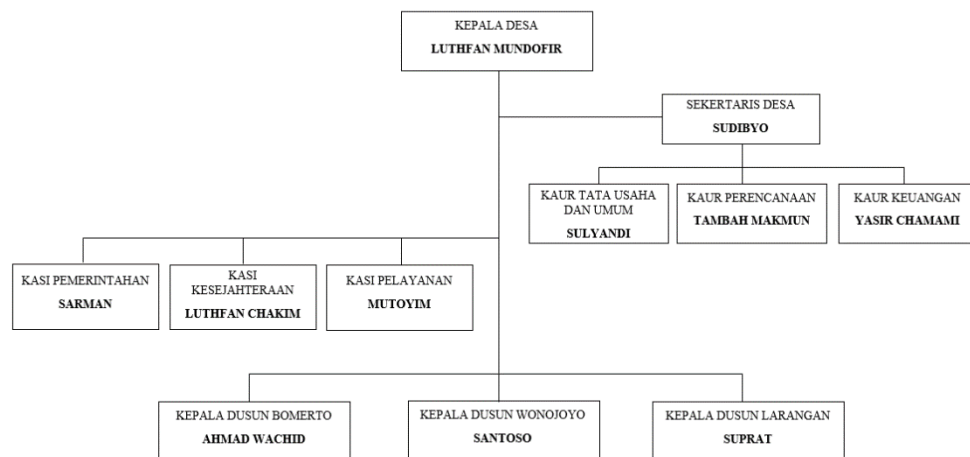 KEPALA DESA
LUTHFAN MUNDOFIR
SEKERTARIS DESA
SUDIBYO
KAUR TATA USAHA
DAN UMUM
SULYANDI
KAUR PERENCANAAN
TAMBAH MAKMUN
KAUR KEUANGAN
YASIR CHAMAMI
KASI PEMERINTAHAN
SARMAN
KASI
KESEJAHTERAAN
LUTHFAN CHAKIM
KASI PELAYANAN
MUTOYIM
KEPALA DUSUN BOMERTO
AHMAD WACHID
KEPALA DUSUN WONOJOYO
SANTOSO
KEPALA DUSUN LARANGAN
SUPRAT